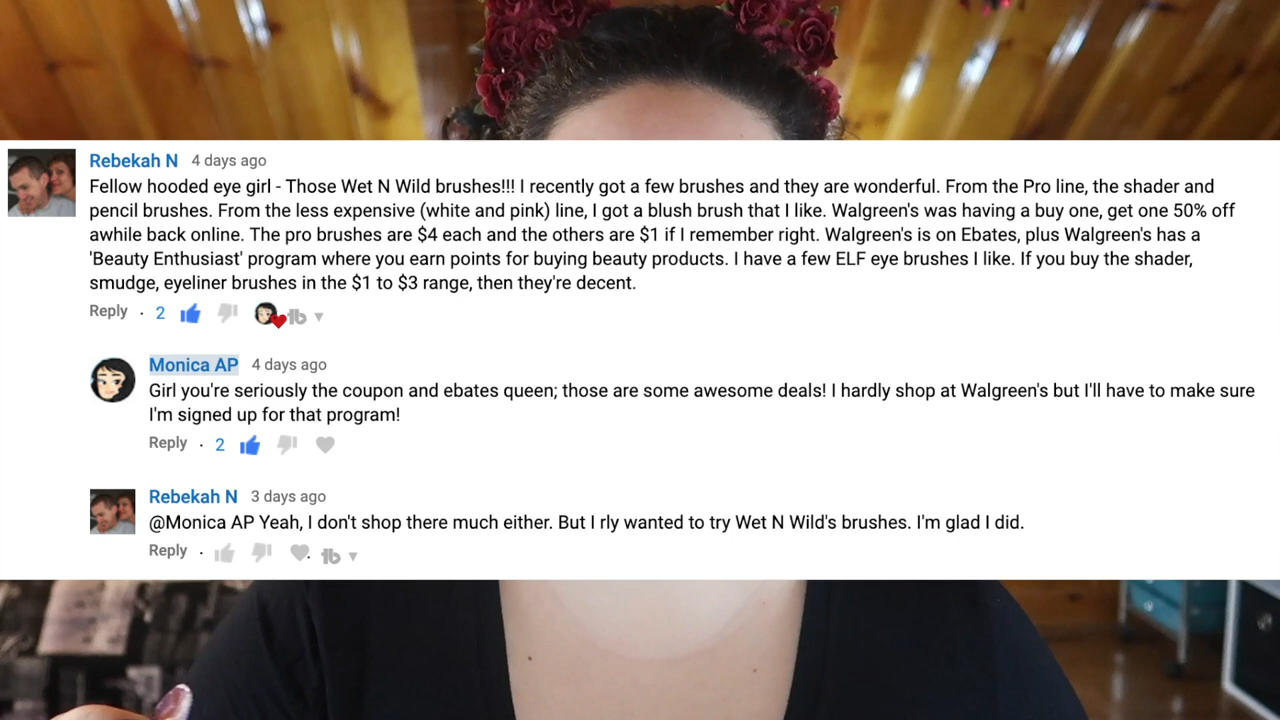 Rebekah N 4 days ago
Fellow hooded eye girl - Those Wet N Wild brushes!!! I recently got a few brushes and they are wonderful. From the Pro line, the shader and
pencil brushes. From the less expensive (white and pink) line, I got a blush brush that I like. Walgreen's was having a buy one, get one 50% off
awhile back online. The pro brushes are $4 each and the others are $1 if I remember right. Walgreen's is on Ebates, plus Walgreen's has a
'Beauty Enthusiast' program where you earn points for buying beauty products. I have a few ELF eye brushes I like. If you buy the shader,
smudge, eyeliner brushes in the $1 to $3 range, then they're decent.
Reply · 2 tb
Monica AP 4 days ago
Girl you're seriously the coupon and ebates queen; those are some awesome deals! I hardly shop at Walgreen's but I'll have to make sure
I'm signed up for that program!
Reply · 2
Rebekah N 3 days ago
@Monica AP Yeah, I don't shop there much either. But I rly wanted to try Wet N Wild's brushes. I'm glad I did.
Reply · tb